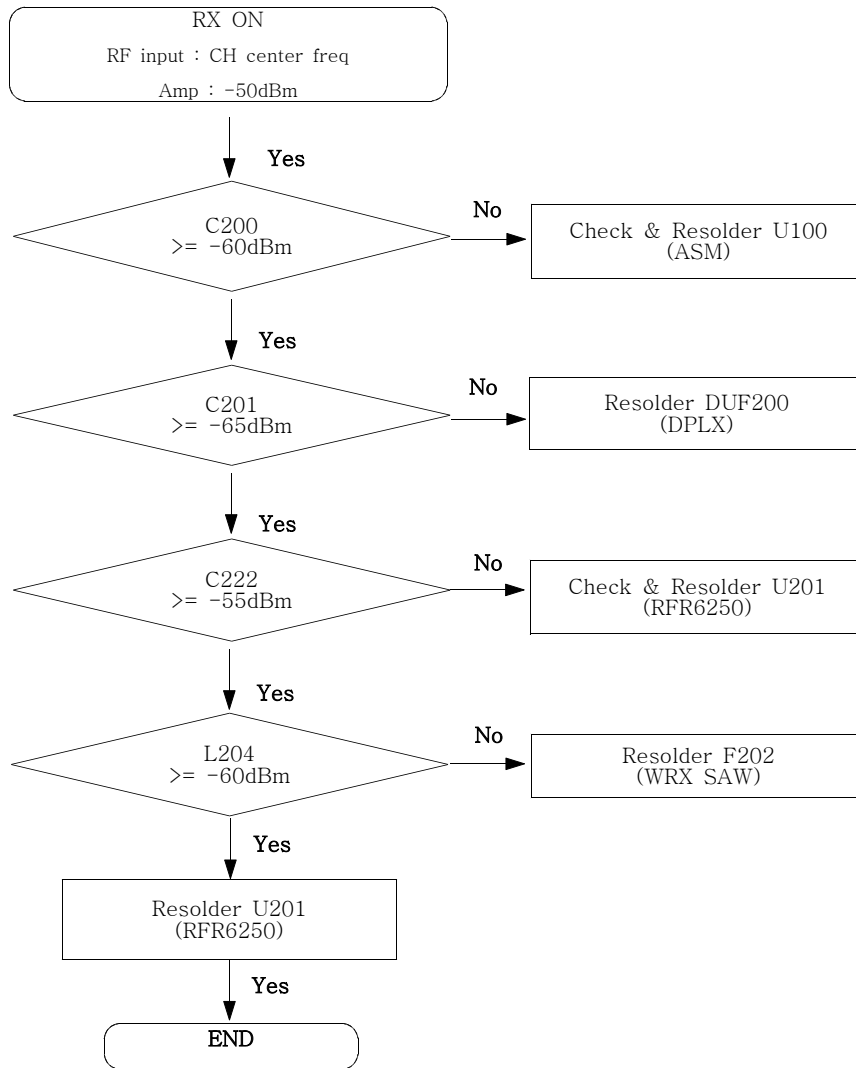 RX ON
RF input : CH center freq
Amp : -50dBm
Yes
C200
>= -60dBm
No
Check & Resolder U100
(ASM)
Yes
C201
>= -65dBm
No
Resolder DUF200
(DPLX)
Yes
C222
>= -55dBm
No
Check & Resolder U201
(RFR6250)
Yes
L204
>= -60dBm
No
Resolder F202
(WRX SAW)
Yes
Resolder U201
(RFR6250)
Yes
END